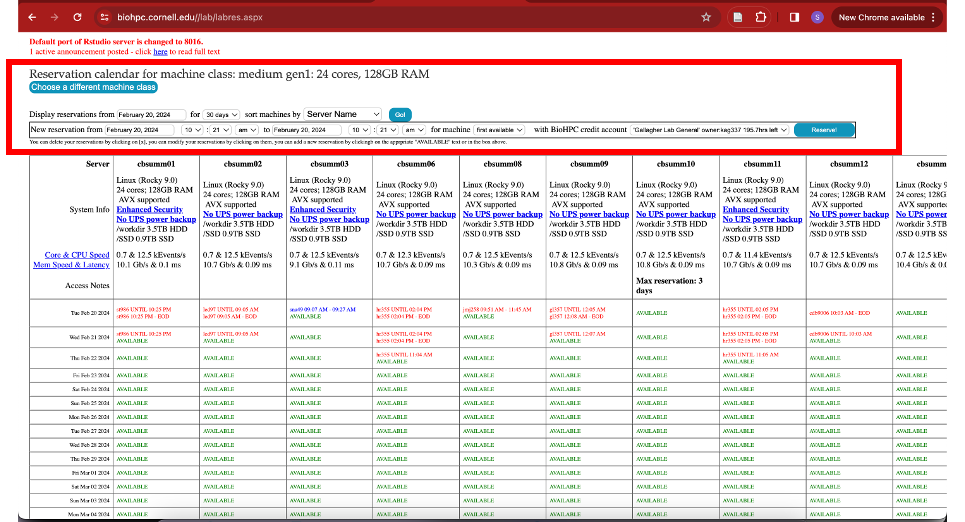 biohpc.cornell.edu//lab/labres.aspx
S
New Chrome available
Default port of Rstudio server is changed to 8016.
1 active announcement posted - click here to read full text
Reservation calendar for machine class: medium gen1: 24 cores, 128GB RAM
Choose a different machine class
Display reservations from February 20, 2024 for 30 days sort machines by Server Name Go!
New reservation from February 20, 2024 10 : 21 am to February 20, 2024 10 : 21 am for machine first available with BioHPC credit account "Gallagher Lab General" owner:kag337 195.7hrs left Reserve!
You can delete your reservations by clicking on [x], you can modify your reservations by clicking on them, you can add a new reservation by clicking on the appropriate "AVAILABLE" text or in the box above.
Server cbsumm01 cbsumm02 cbsumm03 cbsumm06 cbsumm08 cbsumm09 cbsumm10 cbsumm11 cbsumm12 cbsumm
Linux (Rocky 9.0) Linux (Rocky 9.0) Linux (Rocky 9.0) Linux (Rocky 9.0) Linux (Rocky 9.0) Linux (Rocky 9.0) Linux (Rocky 9.0) Linux (Rocky 9.0) Linux (Rocky 9.0) Linux (Rocky 9
24 cores; 128GB RAM 24 cores; 128GB RAM 24 cores; 128GB RAM 24 cores; 128GB RAM 24 cores; 128GB RAM 24 cores; 128GB RAM 24 cores; 128GB RAM 24 cores; 128GB RAM 24 cores; 128GB RAM 24 cores; 128G
AVX supported AVX supported AVX supported AVX supported AVX supported AVX supported AVX supported AVX supported AVX supported AVX supported
System Info Enhanced Security No UPS power backup Enhanced Security No UPS power backup No UPS power backup No UPS power backup No UPS power backup Enhanced Security No UPS power backup No UPS powe
No UPS power backup /workdir 3.5TB HDD No UPS power backup /workdir 3.5TB HDD /workdir 3.5TB HDD /workdir 3.5TB HDD /workdir 3.5TB HDD No UPS power backup /workdir 3.5TB HDD /workdir 3.5TB
/workdir 3.5TB HDD /SSD 0.9TB SSD /workdir 3.5TB HDD /SSD 0.9TB SSD /SSD 0.9TB SSD /SSD 0.9TB SSD /SSD 0.9TB SSD /workdir 3.5TB HDD /SSD 0.9TB SSD /SSD 0.9TB SS
/SSD 0.9TB SSD /SSD 0.9TB SSD /SSD 0.9TB SSD
Core & CPU Speed 0.7 & 12.5 kEvents/s 0.7 & 12.5 kEvents/s 0.7 & 12.5 kEvents/s 0.7 & 12.3 kEvents/s 0.7 & 12.5 kEvents/s 0.7 & 12.5 kEvents/s 0.7 & 12.5 kEvents/s 0.7 & 11.4 kEvents/s 0.7 & 12.5 kEvents/s 0.7 & 12.5 kE
Mem Speed & Latency 10.1 Gb/s & 0.1 ms 10.7 Gb/s & 0.09 ms 9.1 Gb/s & 0.11 ms 10.7 Gb/s & 0.09 ms 10.3 Gb/s & 0.09 ms 10.8 Gb/s & 0.09 ms 10.8 Gb/s & 0.09 ms 10.7 Gb/s & 0.09 ms 10.7 Gb/s & 0.09 ms 10.4 Gb/s & 0
Access Notes Max reservation: 3
days
Tue Feb 20 2024 UNTIL 10:25 PM UNTIL 09:05 AM 09:07 AM - 09:27 AM hr355 UNTIL 02:04 PM 09:51 AM - 11:45 AM UNTIL 12:05 AM AVAILABLE hr355 UNTIL 02:05 PM 10:03 AM - EOD
10:25 PM - EOD 09:05 AM - EOD AVAILABLE hr355 02:04 PM - EOD AVAILABLE 12:08 AM - EOD hr355 02:05 PM - EOD
Wed Feb 21 2024 UNTIL 10:25 PM UNTIL 09:05 AM AVAILABLE hr355 UNTIL 02:04 PM AVAILABLE UNTIL 12:07 AM AVAILABLE hr355 UNTIL 02:05 PM UNTIL 10:03 AM
AVAILABLE AVAILABLE hr355 02:04 PM - EOD AVAILABLE hr355 02:05 PM - EOD AVAILABLE
Thu Feb 22 2024 AVAILABLE AVAILABLE AVAILABLE hr355 UNTIL 11:04 AM AVAILABLE AVAILABLE AVAILABLE hr355 UNTIL 11:05 AM AVAILABLE AVAILABLE
AVAILABLE AVAILABLE
Fri Feb 23 2024 AVAILABLE AVAILABLE AVAILABLE AVAILABLE AVAILABLE AVAILABLE AVAILABLE AVAILABLE AVAILABLE AVAILABLE
Sat Feb 24 2024 AVAILABLE AVAILABLE AVAILABLE AVAILABLE AVAILABLE AVAILABLE AVAILABLE AVAILABLE AVAILABLE AVAILABLE
Sun Feb 25 2024 AVAILABLE AVAILABLE AVAILABLE AVAILABLE AVAILABLE AVAILABLE AVAILABLE AVAILABLE AVAILABLE AVAILABLE
Mon Feb 26 2024 AVAILABLE AVAILABLE AVAILABLE AVAILABLE AVAILABLE AVAILABLE AVAILABLE AVAILABLE AVAILABLE AVAILABLE
Tue Feb 27 2024 AVAILABLE AVAILABLE AVAILABLE AVAILABLE AVAILABLE AVAILABLE AVAILABLE AVAILABLE AVAILABLE AVAILABLE
Wed Feb 28 2024 AVAILABLE AVAILABLE AVAILABLE AVAILABLE AVAILABLE AVAILABLE AVAILABLE AVAILABLE AVAILABLE AVAILABLE
Thu Feb 29 2024 AVAILABLE AVAILABLE AVAILABLE AVAILABLE AVAILABLE AVAILABLE AVAILABLE AVAILABLE AVAILABLE AVAILABLE
Fri Mar 01 2024 AVAILABLE AVAILABLE AVAILABLE AVAILABLE AVAILABLE AVAILABLE AVAILABLE AVAILABLE AVAILABLE AVAILABLE
Sat Mar 02 2024 AVAILABLE AVAILABLE AVAILABLE AVAILABLE AVAILABLE AVAILABLE AVAILABLE AVAILABLE AVAILABLE AVAILABLE
Sun Mar 03 2024 AVAILABLE AVAILABLE AVAILABLE AVAILABLE AVAILABLE AVAILABLE AVAILABLE AVAILABLE AVAILABLE AVAILABLE
Mon Mar 04 2024 AVAILABLE AVAILABLE AVAILABLE AVAILABLE AVAILABLE AVAILABLE AVAILABLE AVAILABLE AVAILABLE AVAILABLE